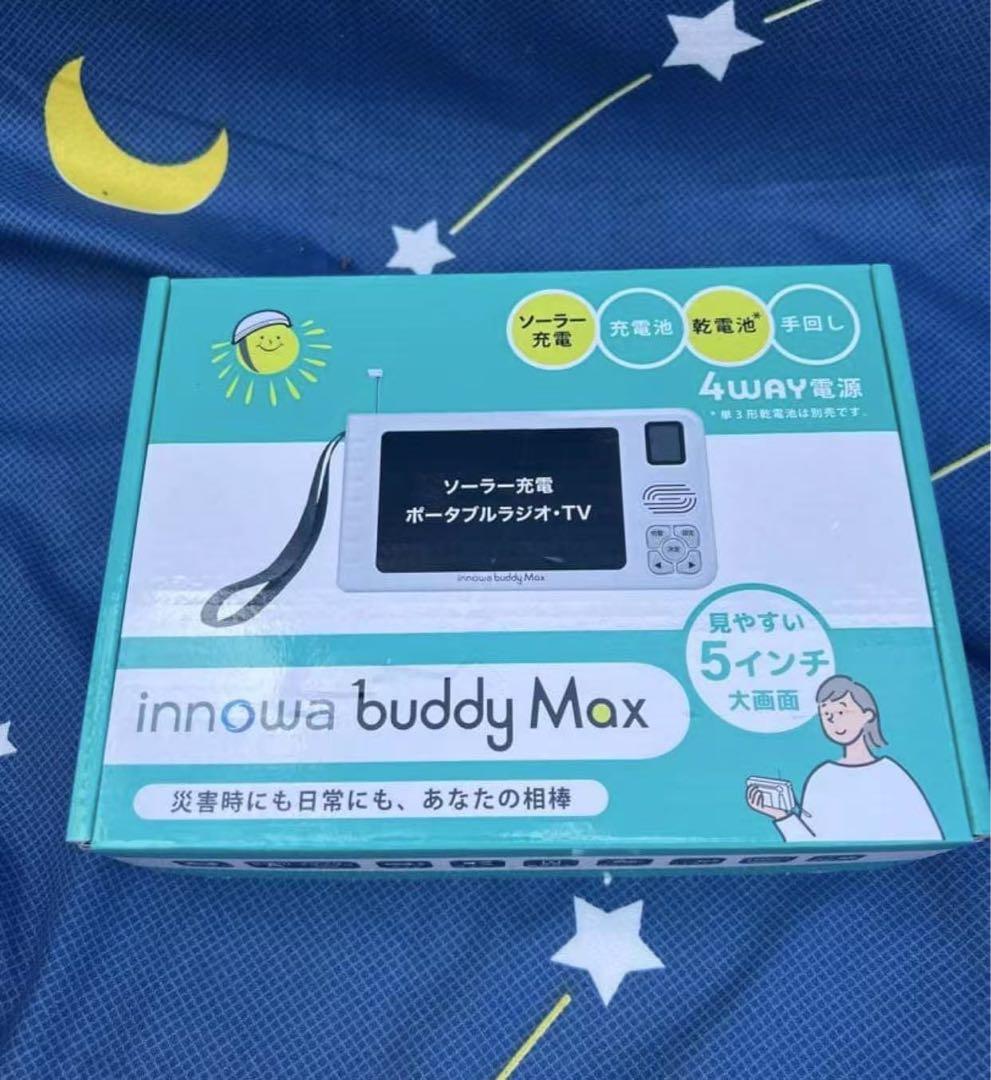 ソーラー
充電
充電池
乾電池*
手回し
4WAY電源
*単3形乾電池は別売です.
ソーラー充電
ポータブルラジオ・TV
決定
innowa buddy Max
見やすい
5インチ
大画面
innowa buddy Max
災害時にも日常にも、あなたの相棒